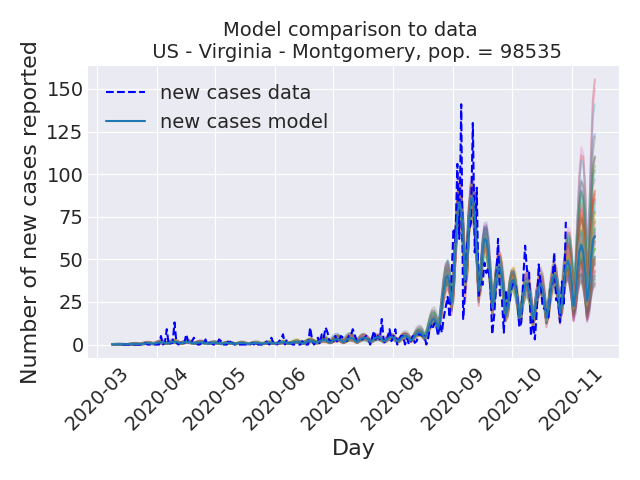 Model comparison to data
US - Virginia - Montgomery, pop. = 98535
Number of new cases reported
150
125
100
75
50
25
0
new cases data
new cases model
2020-03
2020-04
2020-05
2020-06
2020-07
2020-08
2020-09
2020-10
2020-11
Day